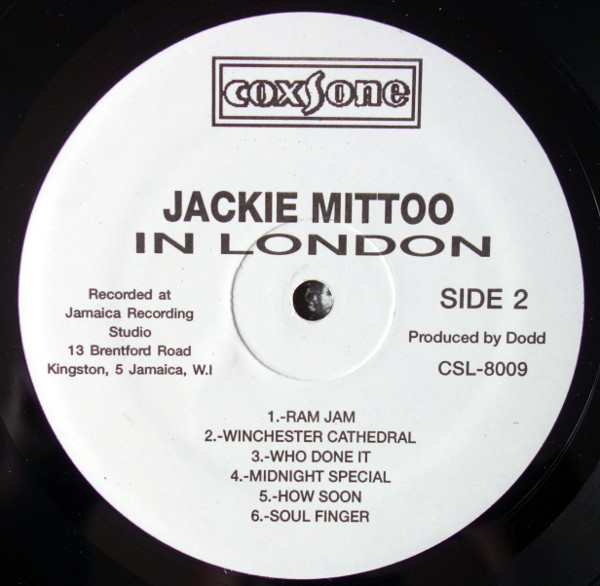 coxsone
JACKIE MITTOO
IN LONDON
Recorded at
Jamaica Recording
Studio
13 Brentford Road
Kingston, 5 Jamaica, W.I
SIDE 2
Produced by Dodd
CSL-8009
1.-RAM JAM
2.-WINCHESTER CATHEDRAL
3.-WHO DONE IT
4.-MIDNIGHT SPECIAL
5.-HOW SOON
6.-SOUL FINGER